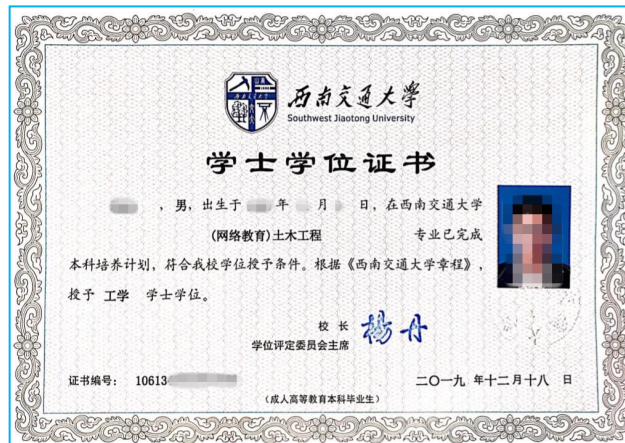 西南交通大学
Southwest Jiaotong University
学士学位证书
，男，出生于 年 月 日，在西南交通大学
(网络教育)土木工程 专业已完成
本科培养计划，符合我校学位授予条件。根据《西南交通大学章程》，
授予 工学 学士学位。
校 长 杨丹
学位评定委员会主席
证书编号： 10613 二〇一九 年十二月十八 日
(成人高等教育本科毕业生)